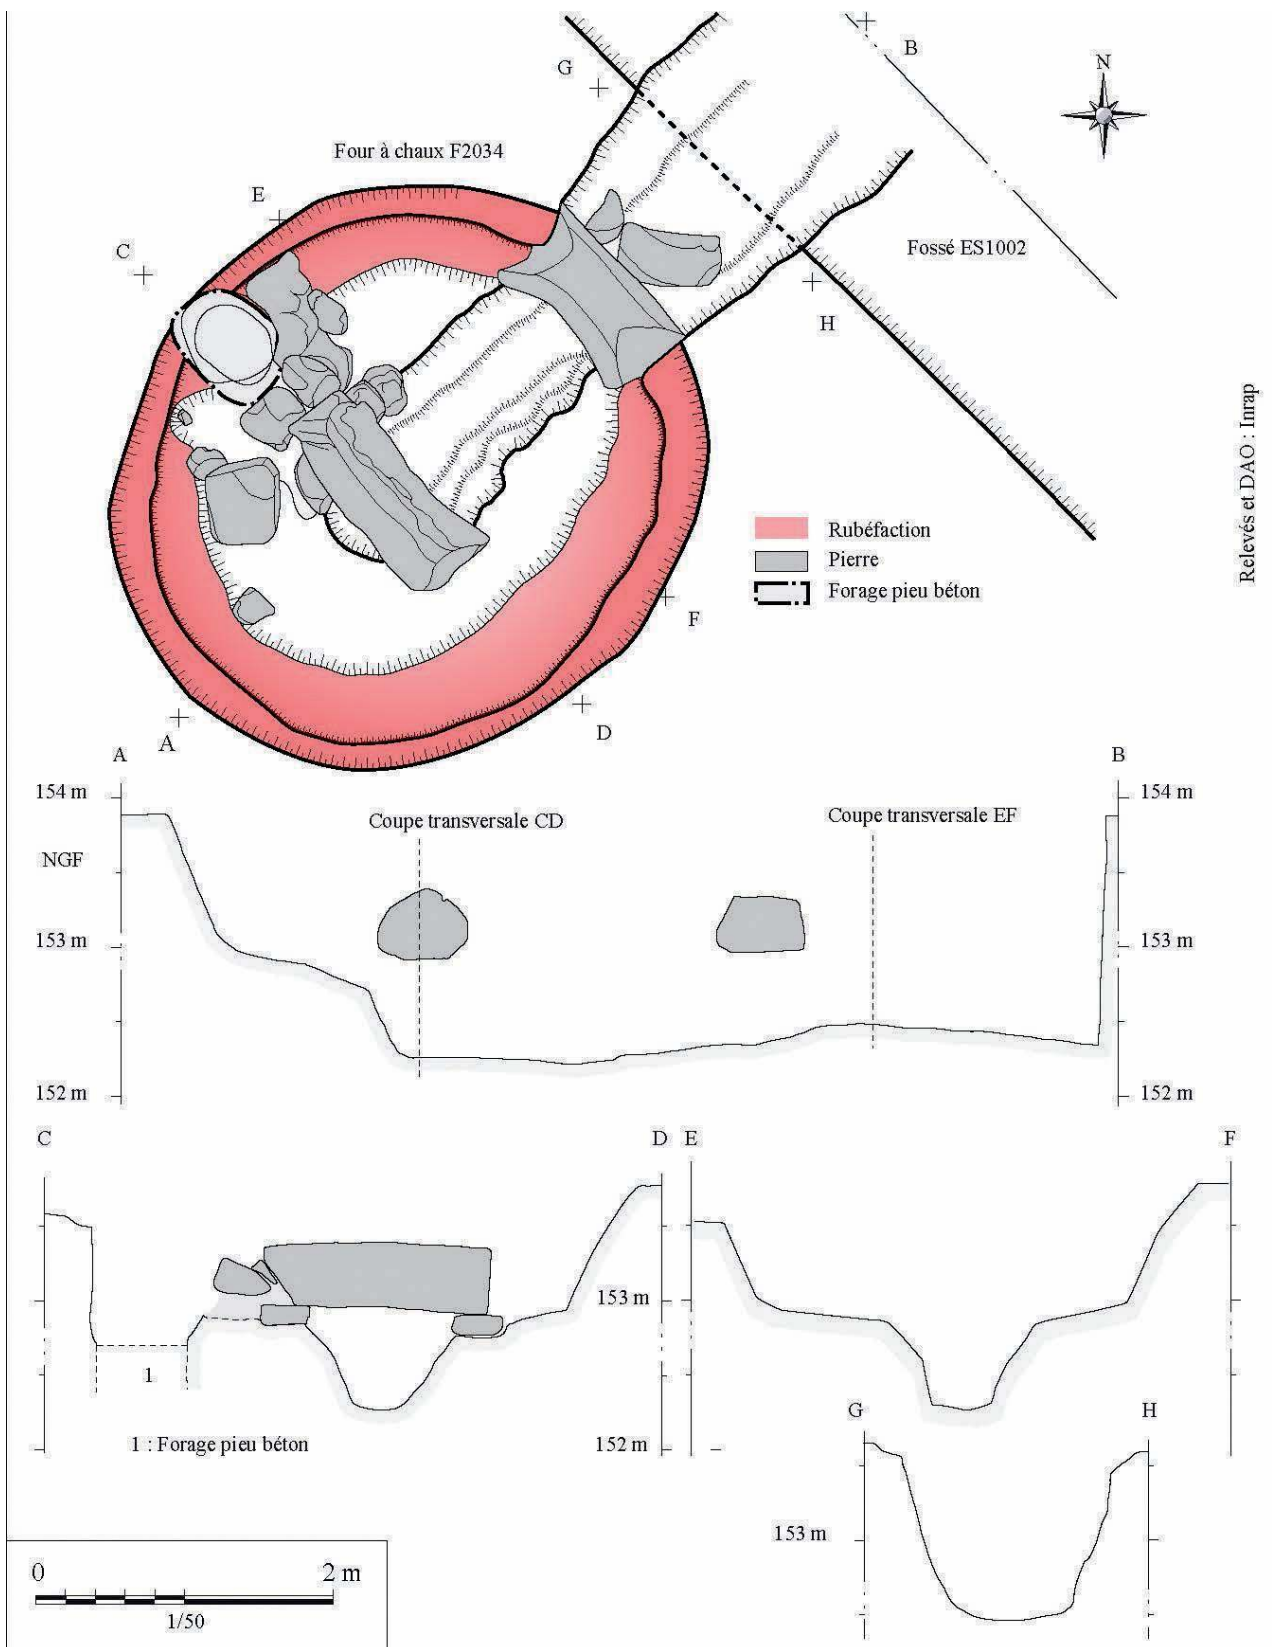 B
G
N
Four à chaux F2034
E
C
Fossé ES1002
H
Relevés et DAO : Inrap
Rubéfaction
Pierre
Forage pieu béton
F
D
A
A
B
154 m
154 m
Coupe transversale CD
Coupe transversale EF
NGF
153 m
153 m
152 m
152 m
C
D
E
F
153 m
1
G
H
1 : Forage pieu béton
152 m
153 m
0
2 m
1/50